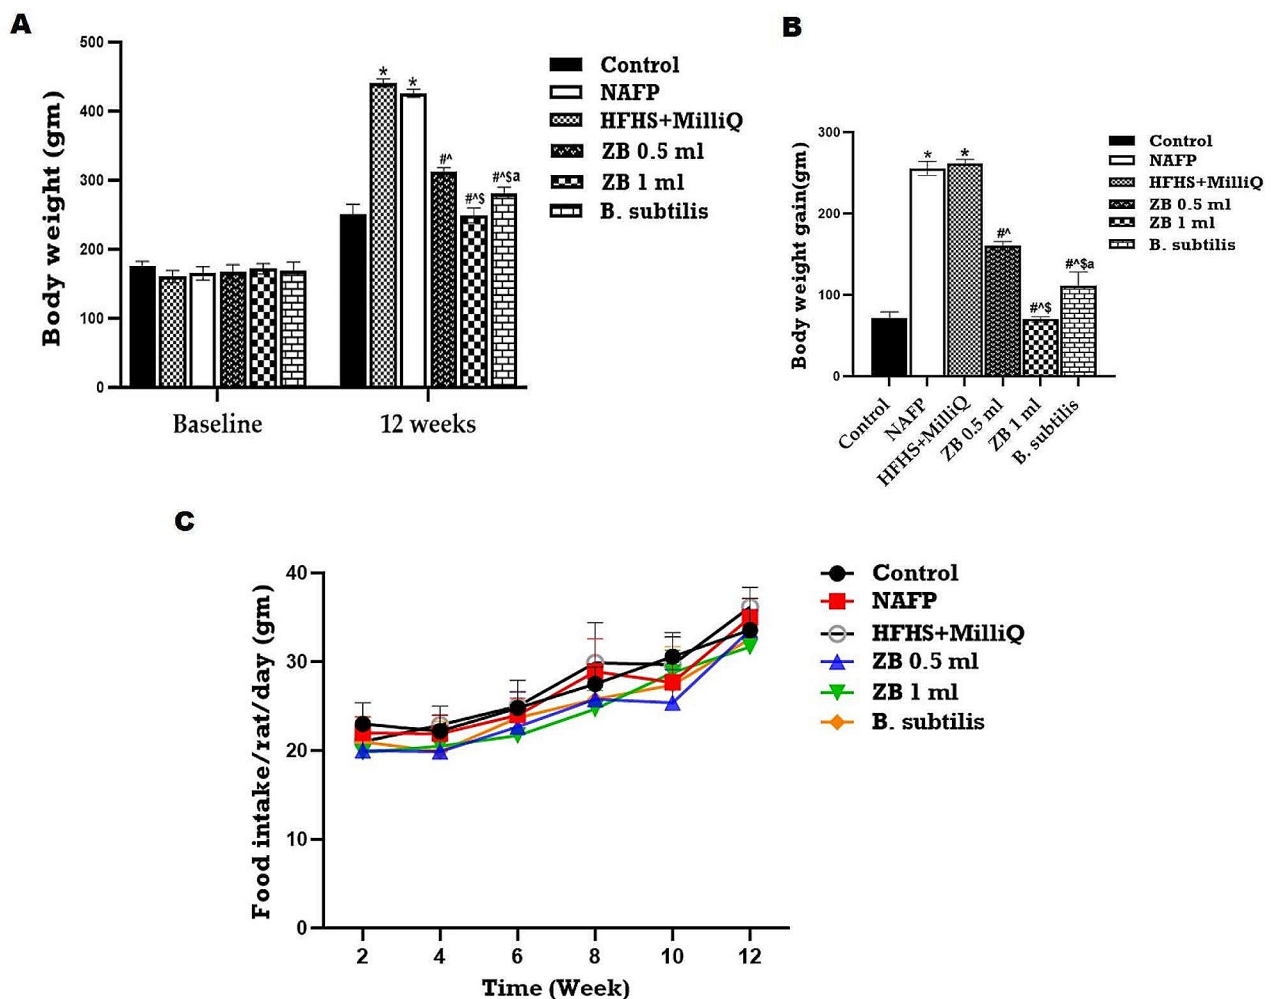 A
500
400
300
200
100
0
Body weight (gm)
* *
#^
#^$
#^$a
Baseline 12 weeks
Control
NAFP
HFHS+MilliQ
ZB 0.5 ml
ZB 1 ml
B. subtilis
B
300
200
100
0
Body weight gain(gm)
* *
#^
#^$
#^$a
Control
NAFP
HFHS+MilliQ
ZB 0.5 ml
ZB 1 ml
B. subtilis
Control
NAFP
HFHS+MilliQ
ZB 0.5 ml
ZB 1 ml
B. subtilis
C
40
30
20
10
0
Food intake/rat/day (gm)
2 4 6 8 10 12
Time (Week)
Control
NAFP
HFHS+MilliQ
ZB 0.5 ml
ZB 1 ml
B. subtilis